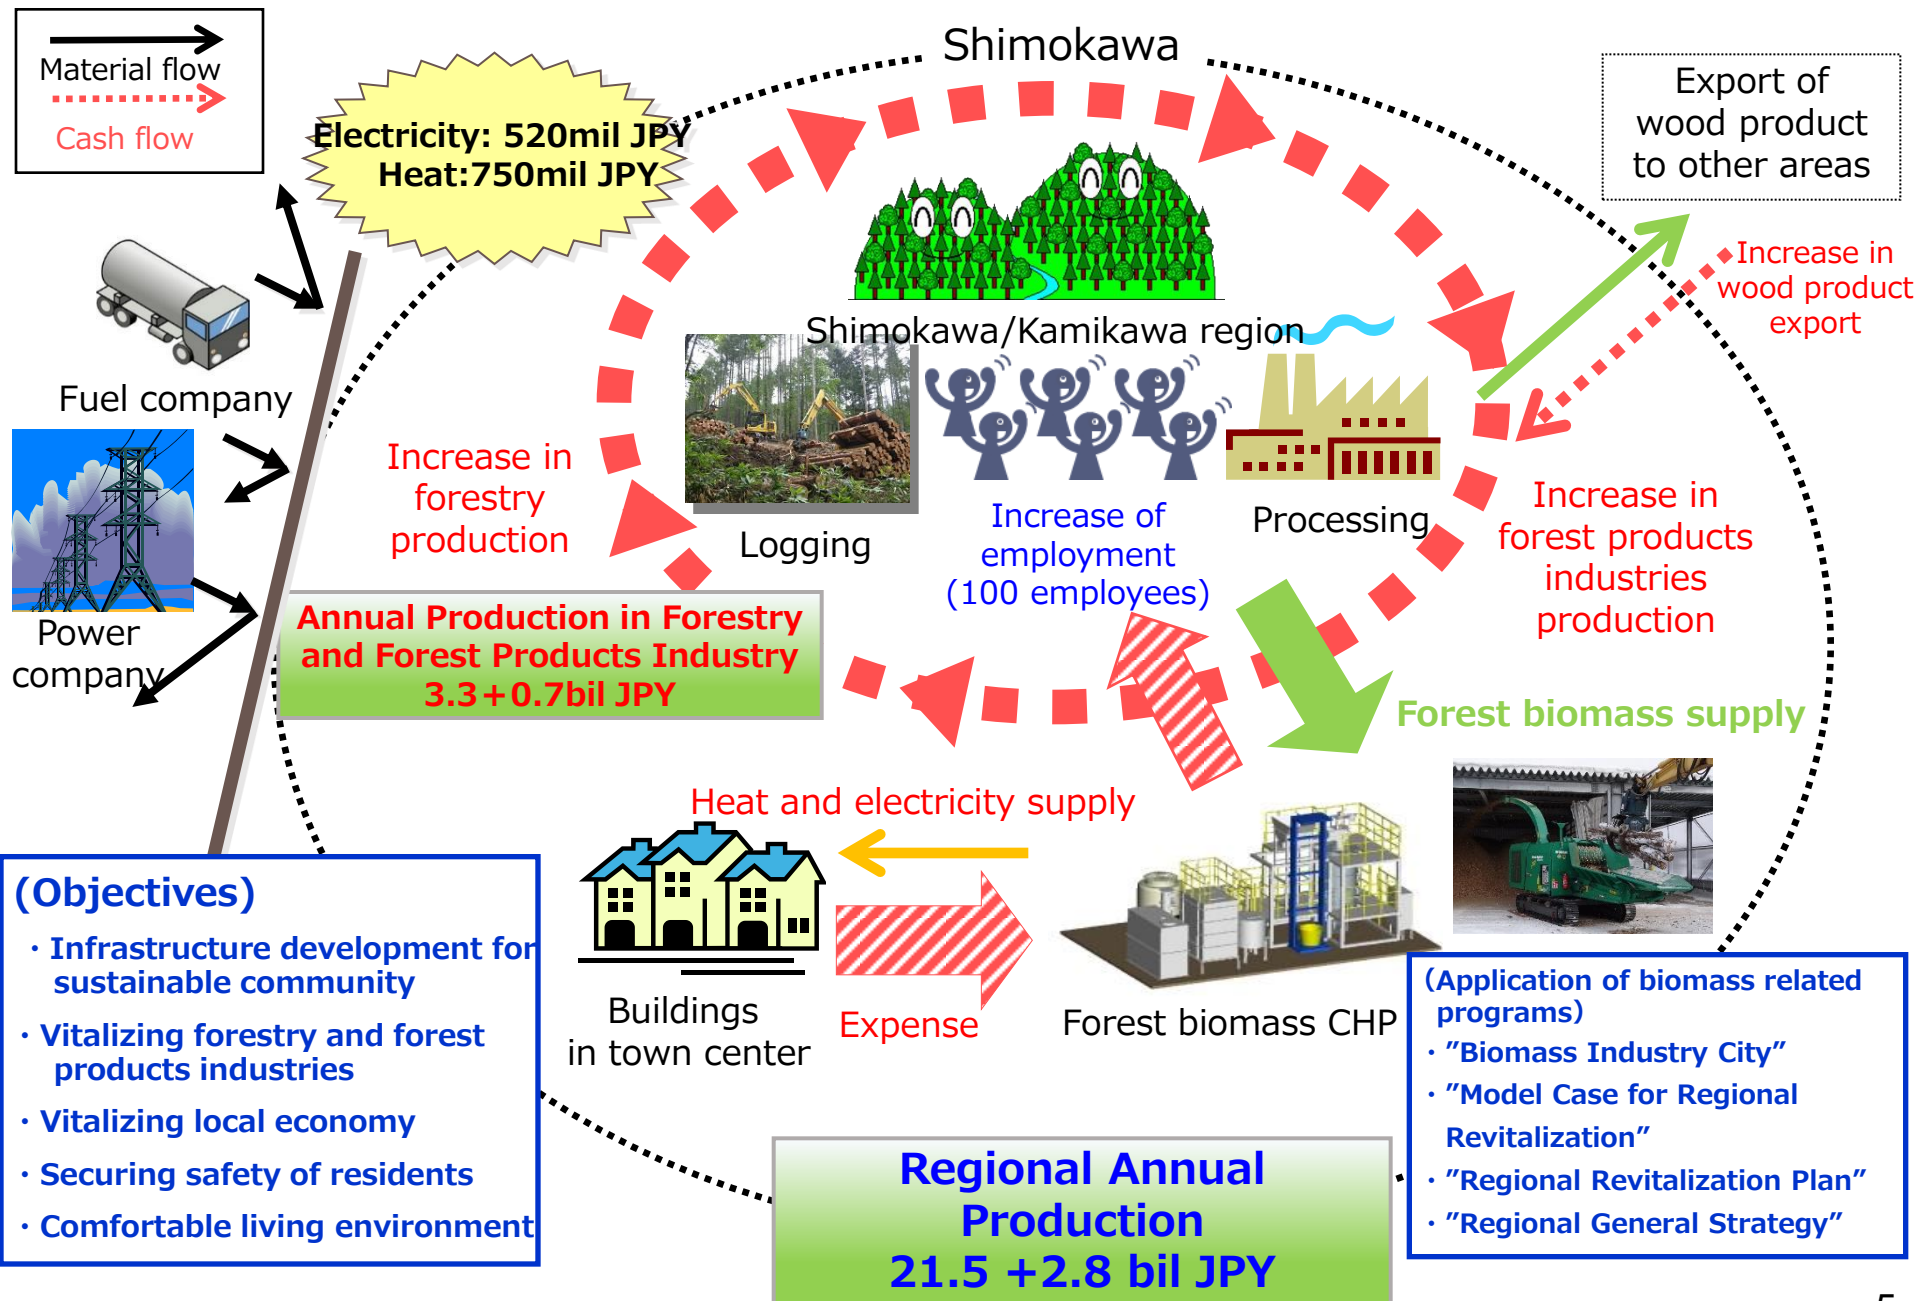 Material flow
Cash flow
Electricity: 520mil JPY
Heat:750mil JPY
Shimokawa
Export of
wood product
to other areas
Increase in
wood product
export
Shimokawa/Kamikawa region
Fuel company
Increase in
forestry
production
Logging
Increase of
employment
(100 employees)
Processing
Increase in
forest products
industries
production
Power
company
Annual Production in Forestry
and Forest Products Industry
3.3+0.7bil JPY
Forest biomass supply
Heat and electricity supply
Buildings
in town center
Expense
Forest biomass CHP
(Objectives)
・Infrastructure development for
sustainable community
・Vitalizing forestry and forest
products industries
・Vitalizing local economy
・Securing safety of residents
・Comfortable living environment
(Application of biomass related
programs)
・”Biomass Industry City”
・”Model Case for Regional
Revitalization”
・”Regional Revitalization Plan”
・”Regional General Strategy”
Regional Annual
Production
21.5 +2.8 bil JPY